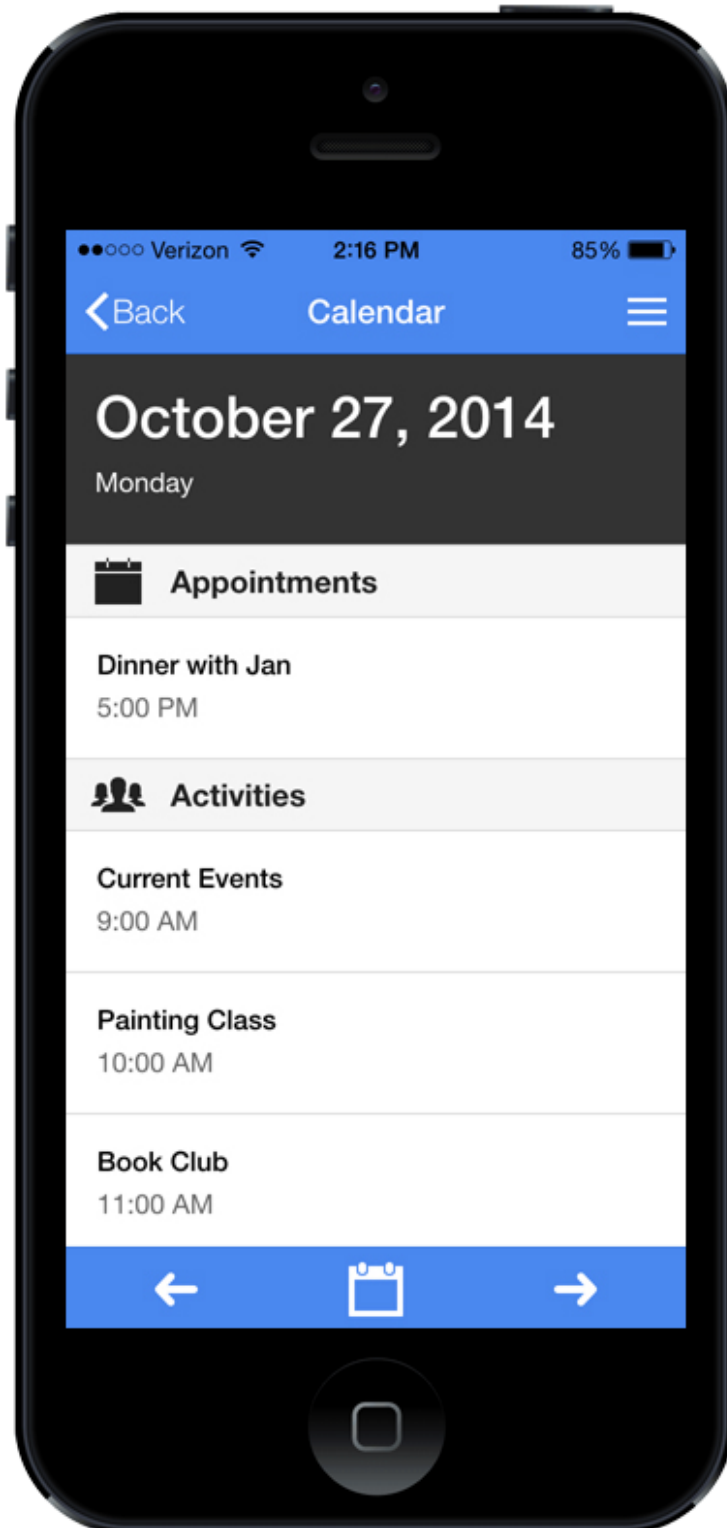 Verizon 2:16 PM 85%
Back Calendar
October 27, 2014
Monday
Appointments
Dinner with Jan
5:00 PM
Activities
Current Events
9:00 AM
Painting Class
10:00 AM
Book Club
11:00 AM